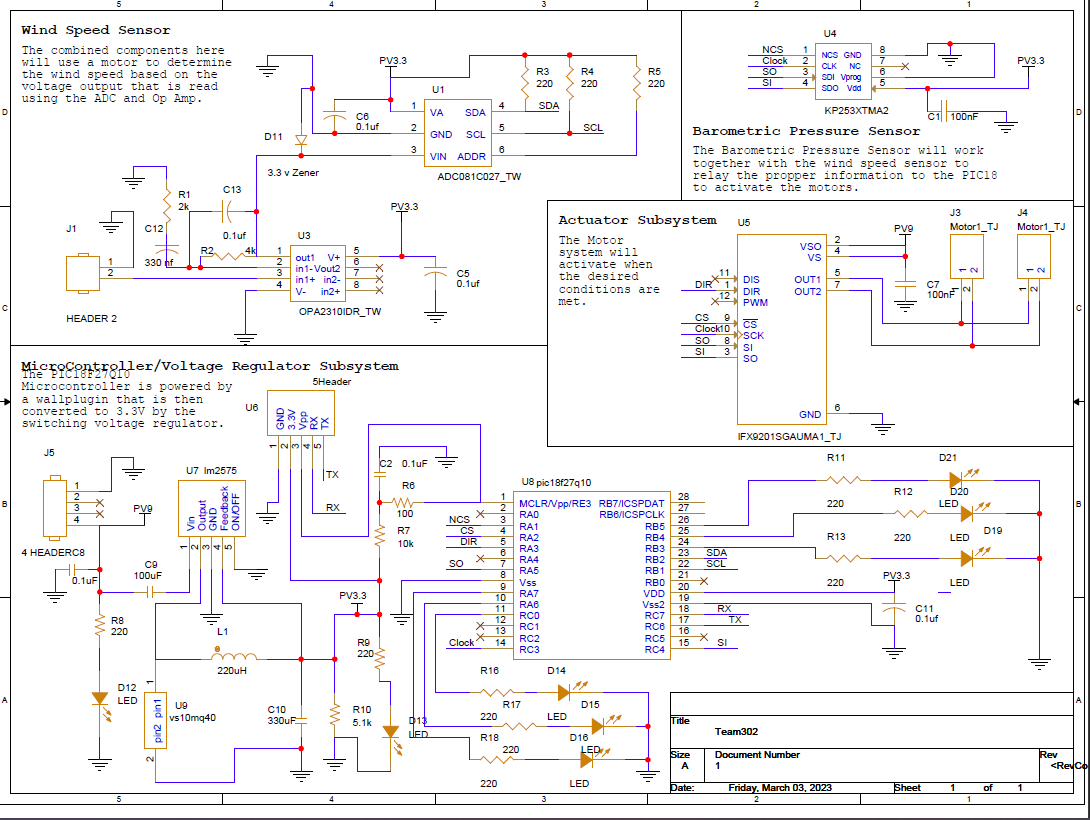 5 4 3 2 1
Wind Speed Sensor
The combined components here
will use a motor to determine
the wind speed based on the
voltage output that is read
using the ADC and Op Amp.
PV3.3
R3
220
R4
220
R5
220
U1
1 VA SDA 4 SDA
2 GND SCL 5 SCL
3 VIN ADDR 6
ADC081C027_TW
C6
0.1uf
D11
3.3 v Zener
R1
2k
C13
0.1uf
C12
330 nf
R2 4k
J1
1
2
HEADER 2
U3
1 out1 V+ 5
2 in1- Vout2 6
3 in1+ in2- 7
4 V- in2+ 8
OPA2310IDR_TW
PV3.3
C5
0.1uf
U4
NCS 1 NCS GND 8
Clock 2 CLK NC 7
SO 3 SDI Vprog 6
SI 4 SDO Vdd 5
KP253XTMA2
PV3.3
C1 100nF
Barometric Pressure Sensor
The Barometric Pressure Sensor will work
together with the wind speed sensor to
relay the propper information to the PIC18
to activate the motors.
Actuator Subsystem
The Motor
system will
activate when
the desired
conditions are
met.
U5
11 DIS
DIR 1 DIR
12 PWM
CS 9 CS
Clock 10 SCK
SO 8 SI
SI 3 SO
VSO 2
VS 4
OUT1 5
OUT2 7
GND 6
IFX9201SGAUMA1_TJ
PV9
C7
100nF
J3
Motor1_TJ
1 2
1 2
J4
Motor1_TJ
1 2
1 2
MicroController/Voltage Regulator Subsystem
The PIC18F27Q10
Microcontroller is powered by
a wallplugin that is then
converted to 3.3V by the
switching voltage regulator.
5Header
U6
GND 3.3V Vpp RX TX
1 2 3 4 5
TX
RX
J5
1
2
3
4
4 HEADER
C8
0.1uF
PV9
U7 lm2575
Vin Output GND Feedback ON/OFF
1 2 3 4 5
C9
100uF
R8
220
D12
LED
L1
220uH
U9
vs10mq40
pin2 pin1
1
2
C10
330uF
PV3.3
R10
5.1k
R9
220
D13
LED
C2 0.1uF
R6
100
R7
10k
U8 pic18f27q10
1 MCLR/Vpp/RE3 RB7/ICSPDAT 28
2 RA0 RB6/ICSPCLK 27
NCS 3 RA1 RB5 26
CS 4 RA2 RB4 25
DIR 5 RA3 RB3 24
6 RA4 RB2 23 SDA
SO 7 RA5 RB1 22 SCL
8 Vss RB0 21
9 RA7 VDD 20
10 RA6 Vss2 19
11 RC0 RC7 18 RX
12 RC1 RC6 17 TX
13 RC2 RC5 16
Clock 14 RC3 RC4 15 SI
R11
220
D21
LED
R12
220
D20
LED
R13
220
D19
LED
PV3.3
C11
0.1uf
R16
220
D14
LED
R17
220
D15
LED
R18
220
D16
LED
Title
Team302
Size
A
Document Number
1
Rev
<RevCo
Date: Friday, March 03, 2023 Sheet 1 of 1
D C B A
D C B A
5 4 3 2 1